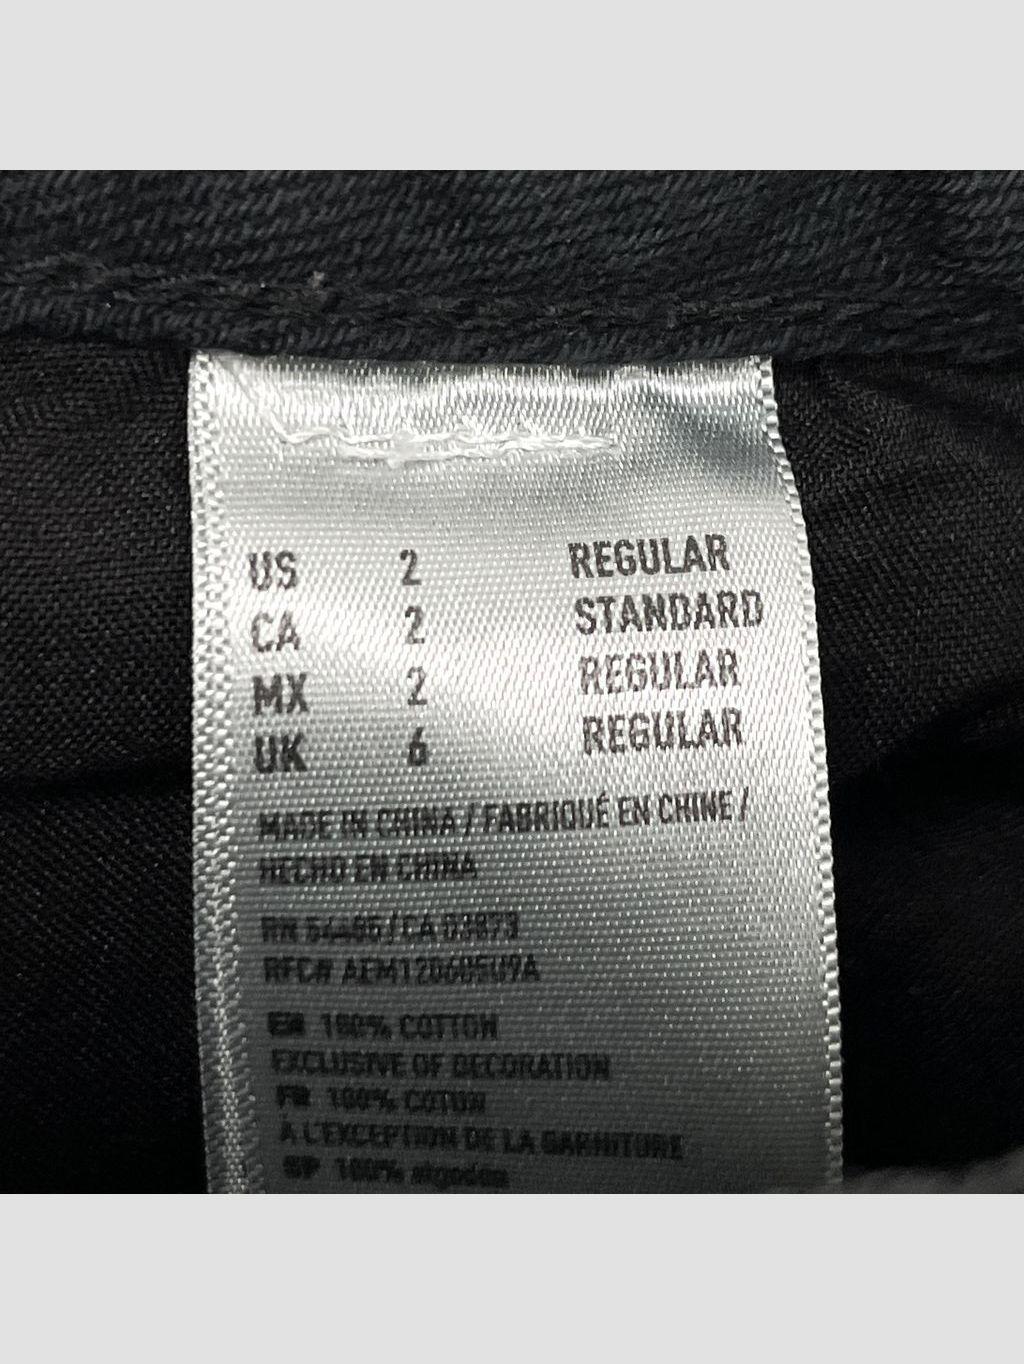 US 2 REGULAR
CA 2 STANDARD
MX 2 REGULAR
UK 6 REGULAR
MADE IN CHINA / FABRIQUÉ EN CHINE /
HECHO EN CHINA
RN 54485 / CA 03873
RFC# AEM120605U9A
EN 100% COTTON
EXCLUSIVE OF DECORATION
FR 100% COTON
À L'EXCEPTION DE LA GARNITURE
SP 100% algodón